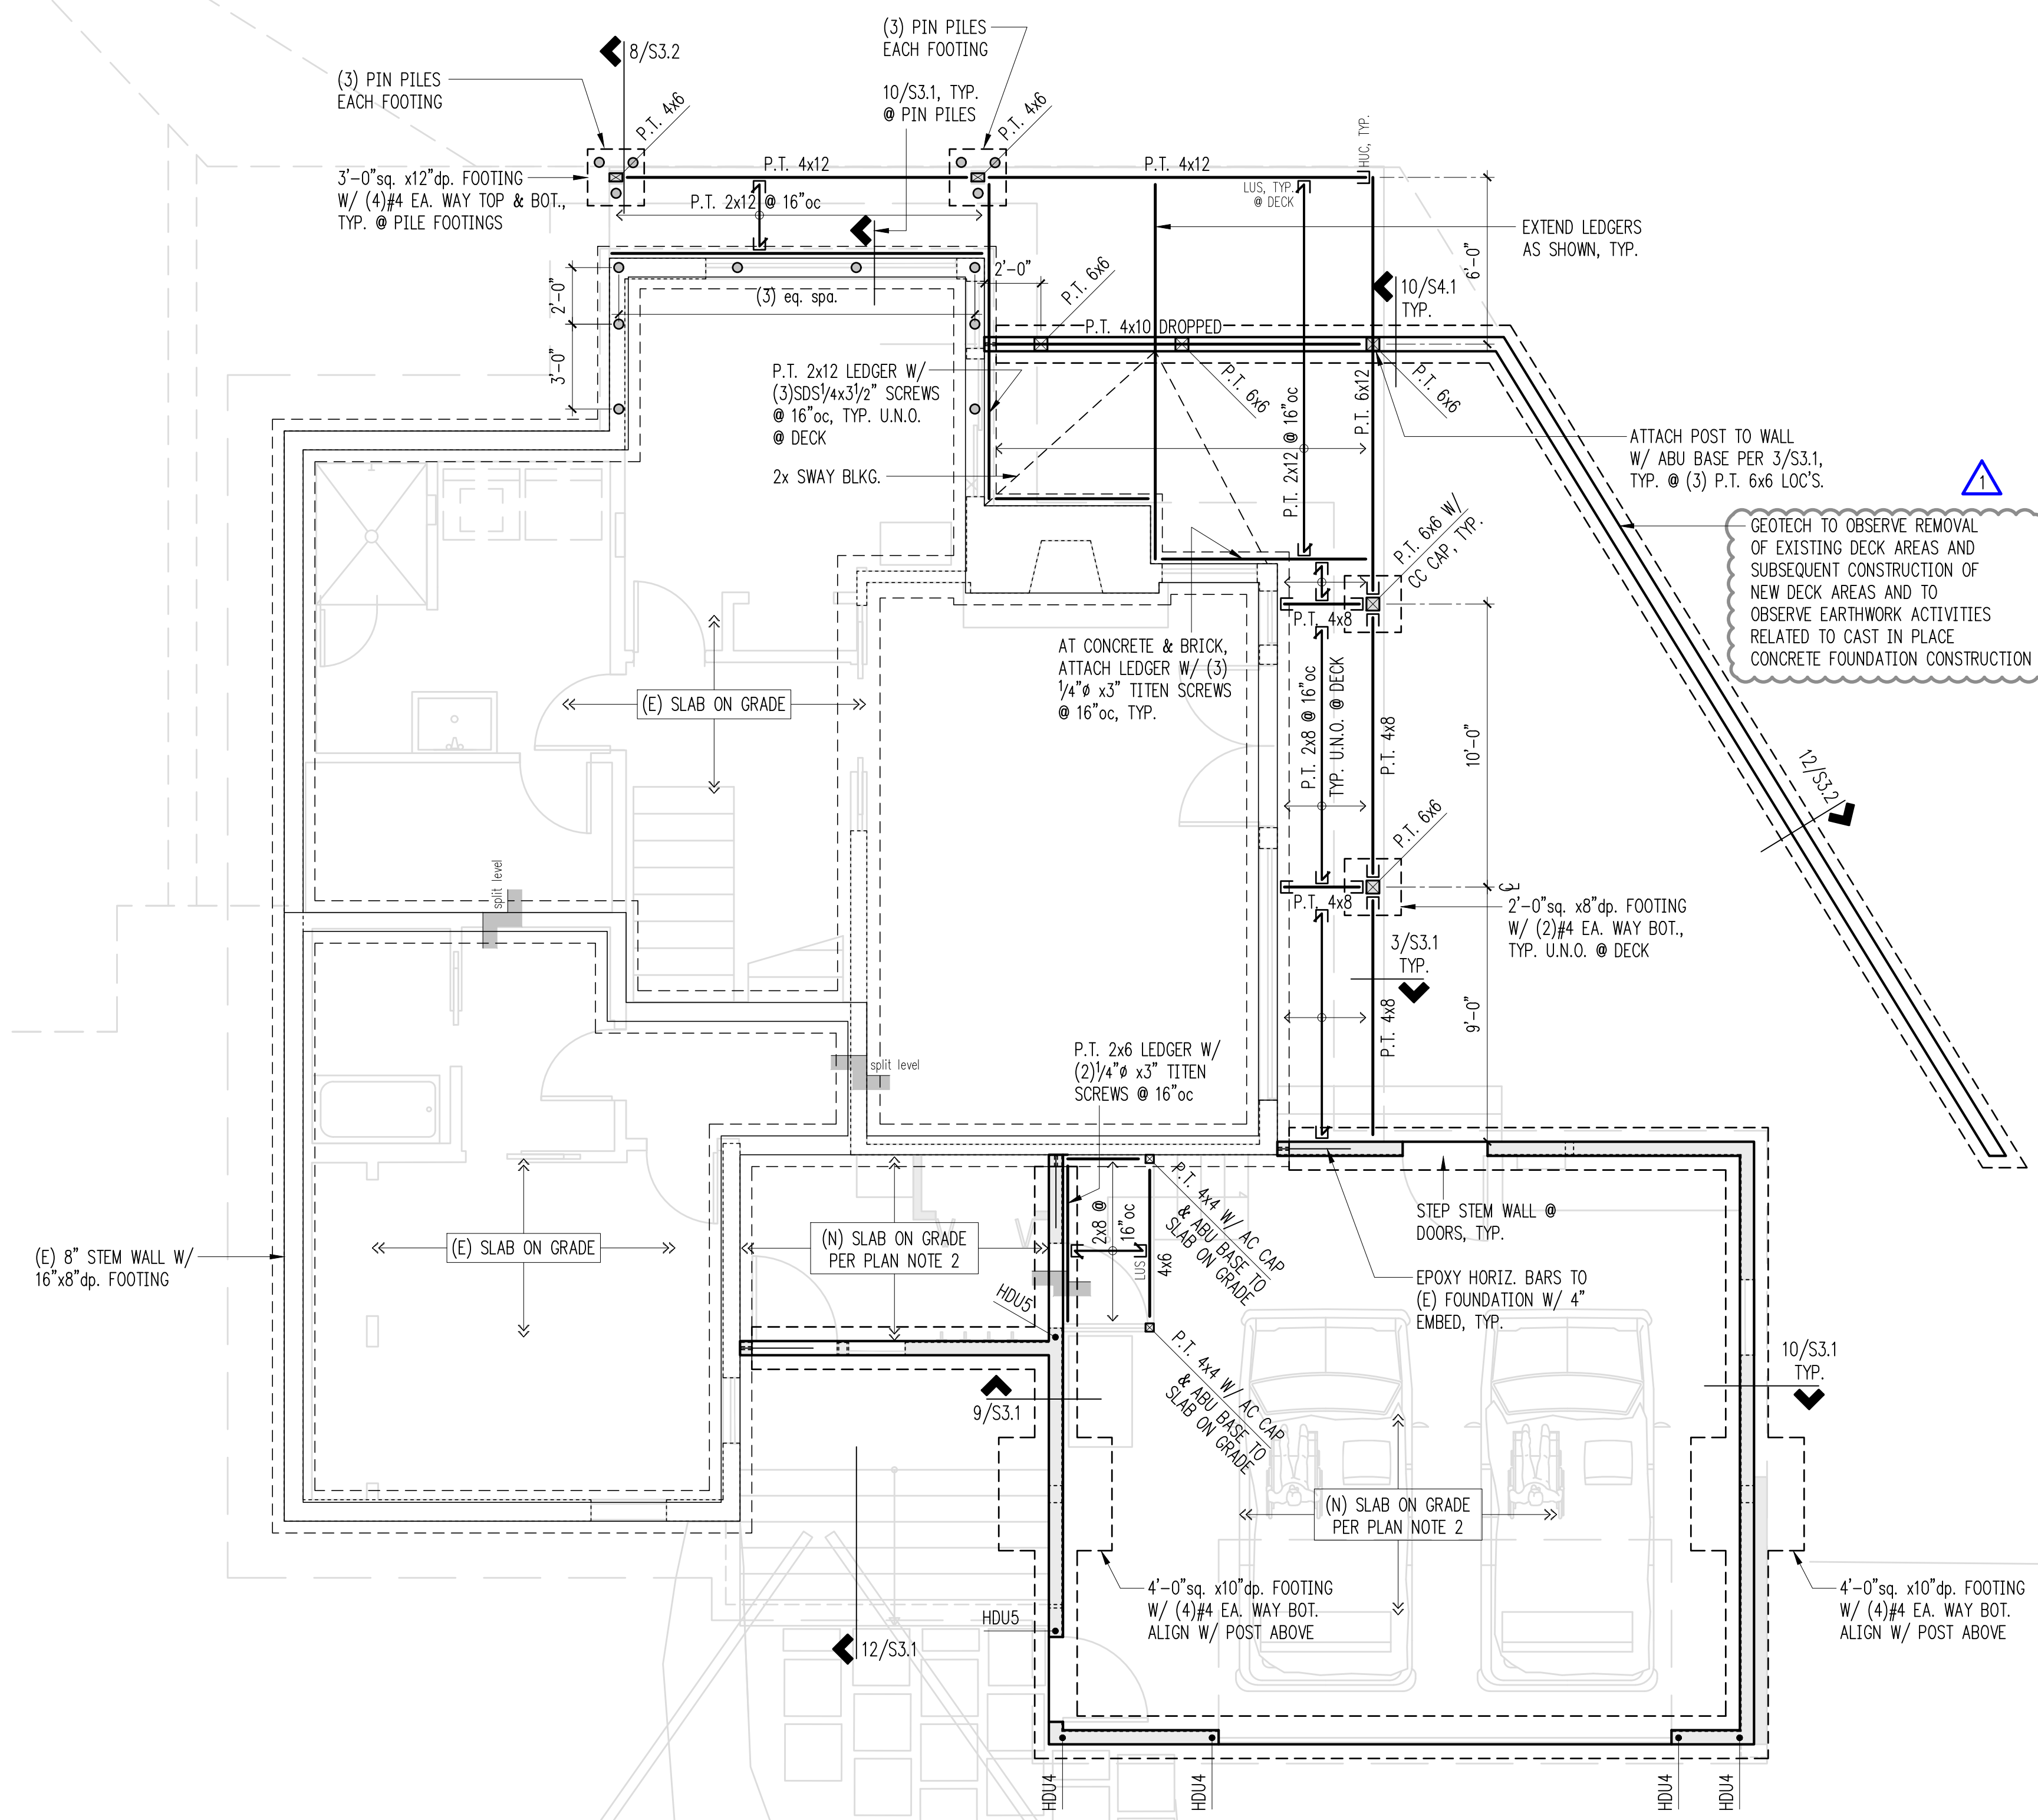 (3) PIN PILES
EACH FOOTING
8/S3.2
(3) PIN PILES
EACH FOOTING
10/S3.1, TYP.
@ PIN PILES
P.T. 4x6
P.T. 4x6
P.T. 4x12
P.T. 4x12
HUC, TYP.
3'-0"sq. x12"dp. FOOTING
W/ (4)#4 EA. WAY TOP & BOT.,
TYP. @ PILE FOOTINGS
P.T. 2x12 @ 16"oc
LUS, TYP.
@ DECK
EXTEND LEDGERS
AS SHOWN, TYP.
6'-0"
2'-0"
3'-0"
(3) eq. spa.
2'-0"
P.T. 6x6
10/S4.1
TYP.
P.T. 4x10 DROPPED
P.T. 2x12 LEDGER W/
(3)SDS1/4x31/2" SCREWS
@ 16"oc, TYP. U.N.O.
@ DECK
2x SWAY BLKG.
P.T. 6x6
P.T. 6x12
P.T. 6x6
P.T. 2x12 @ 16"oc
ATTACH POST TO WALL
W/ ABU BASE PER 3/S3.1,
TYP. @ (3) P.T. 6x6 LOC'S.
1
GEOTECH TO OBSERVE REMOVAL
OF EXISTING DECK AREAS AND
SUBSEQUENT CONSTRUCTION OF
NEW DECK AREAS AND TO
OBSERVE EARTHWORK ACTIVITIES
RELATED TO CAST IN PLACE
CONCRETE FOUNDATION CONSTRUCTION
P.T. 6x6 W/
CC CAP, TYP.
P.T. 4x8
AT CONCRETE & BRICK,
ATTACH LEDGER W/ (3)
1/4"ø x3" TITEN SCREWS
@ 16"oc, TYP.
(E) SLAB ON GRADE
P.T. 2x8 @ 16"oc
TYP. U.N.O. @ DECK
P.T. 4x8
10'-0"
12/S3.2
P.T. 6x6
P.T. 4x8
CL
2'-0"sq. x8"dp. FOOTING
W/ (2)#4 EA. WAY BOT.,
TYP. U.N.O. @ DECK
split level
3/S3.1
TYP.
9'-0"
P.T. 4x8
split level
P.T. 2x6 LEDGER W/
(2)1/4"ø x3" TITEN
SCREWS @ 16"oc
P.T. 4x4 W/ AC CAP
& ABU BASE TO
SLAB ON GRADE
2x8 @
16"oc
LUS
4x6
STEP STEM WALL @
DOORS, TYP.
(E) 8" STEM WALL W/
16"x8"dp. FOOTING
(E) SLAB ON GRADE
(N) SLAB ON GRADE
PER PLAN NOTE 2
EPOXY HORIZ. BARS TO
(E) FOUNDATION W/ 4"
EMBED, TYP.
HDU5
P.T. 4x4 W/ AC CAP
& ABU BASE TO
SLAB ON GRADE
10/S3.1
TYP.
9/S3.1
(N) SLAB ON GRADE
PER PLAN NOTE 2
4'-0"sq. x10"dp. FOOTING
W/ (4)#4 EA. WAY BOT.
ALIGN W/ POST ABOVE
4'-0"sq. x10"dp. FOOTING
W/ (4)#4 EA. WAY BOT.
ALIGN W/ POST ABOVE
HDU5
12/S3.1
HDU4
HDU4
HDU4
HDU4